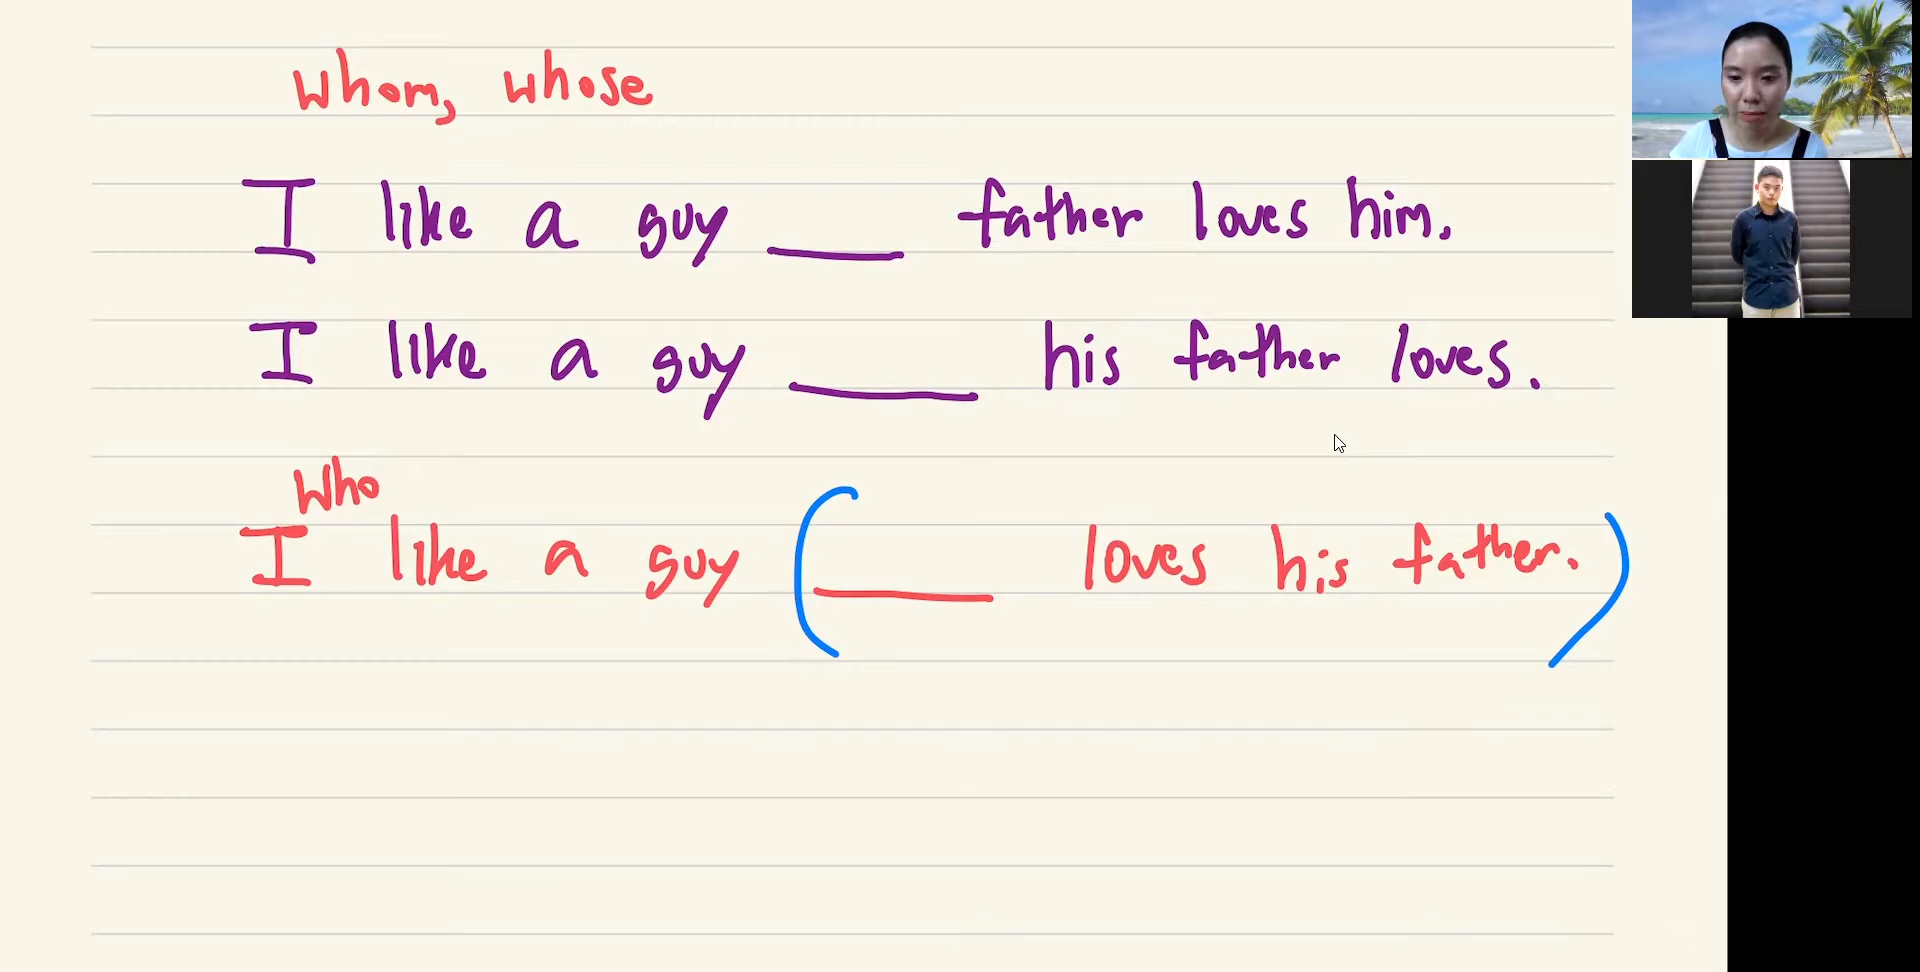 whom, whose
I like a guy ___ father loves him.
I like a guy ___ his father loves.
Who
I like a guy ( ___ loves his father. )